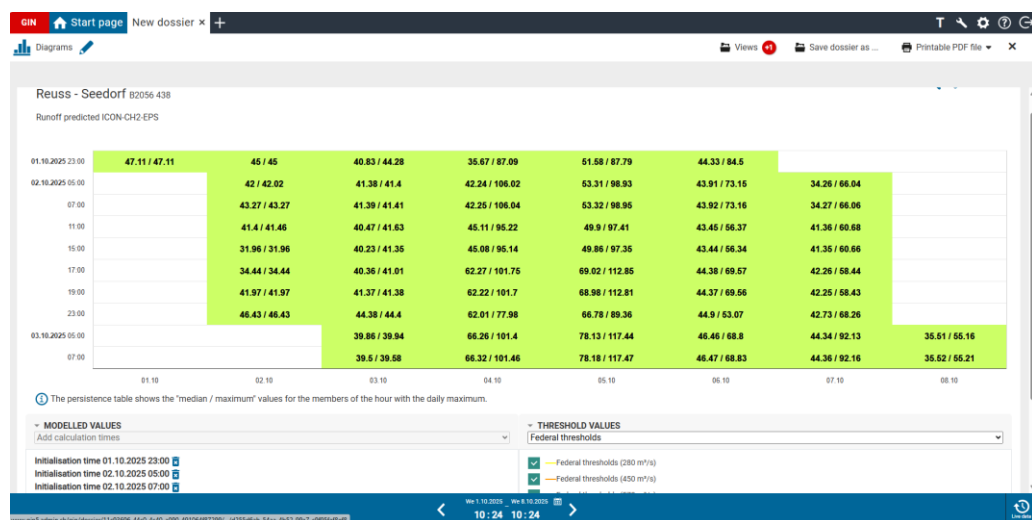 GIN Start page New dossier × + T
Diagrams Views +1 Save dossier as ... Printable PDF file ×
Reuss - Seedorf B2056 438
Runoff predicted ICON-CH2-EPS
01.10.2025 23:00 47.11 / 47.11 45 / 45 40.83 / 44.28 35.67 / 87.09 51.58 / 87.79 44.33 / 84.5
02.10.2025 05:00 42 / 42.02 41.38 / 41.4 42.24 / 106.02 53.31 / 98.93 43.91 / 73.15 34.26 / 66.04
07:00 43.27 / 43.27 41.39 / 41.41 42.25 / 106.04 53.32 / 98.95 43.92 / 73.16 34.27 / 66.06
11:00 41.4 / 41.46 40.47 / 41.63 45.11 / 95.22 49.9 / 97.41 43.45 / 56.37 41.36 / 60.68
15:00 31.96 / 31.96 40.23 / 41.35 45.08 / 95.14 49.86 / 97.35 43.44 / 56.34 41.35 / 60.66
17:00 34.44 / 34.44 40.36 / 41.01 62.27 / 101.75 69.02 / 112.85 44.38 / 69.57 42.26 / 58.44
19:00 41.97 / 41.97 41.37 / 41.38 62.22 / 101.7 68.98 / 112.81 44.37 / 69.56 42.25 / 58.43
23:00 46.43 / 46.43 44.38 / 44.4 62.01 / 77.98 66.78 / 89.36 44.9 / 53.07 42.73 / 68.26
03.10.2025 05:00 39.86 / 39.94 66.26 / 101.4 78.13 / 117.44 46.46 / 68.8 44.34 / 92.13 35.51 / 55.16
07:00 39.5 / 39.58 66.32 / 101.46 78.18 / 117.47 46.47 / 68.83 44.36 / 92.16 35.52 / 55.21
01.10 02.10 03.10 04.10 05.10 06.10 07.10 08.10
The persistence table shows the "median / maximum" values for the members of the hour with the daily maximum.
MODELLED VALUES THRESHOLD VALUES
Add calculation times Federal thresholds
Initialisation time 01.10.2025 23:00 Federal thresholds (280 m³/s)
Initialisation time 02.10.2025 05:00 Federal thresholds (450 m³/s)
Initialisation time 02.10.2025 07:00
We 1.10.2025 - We 8.10.2025
10:24 10:24